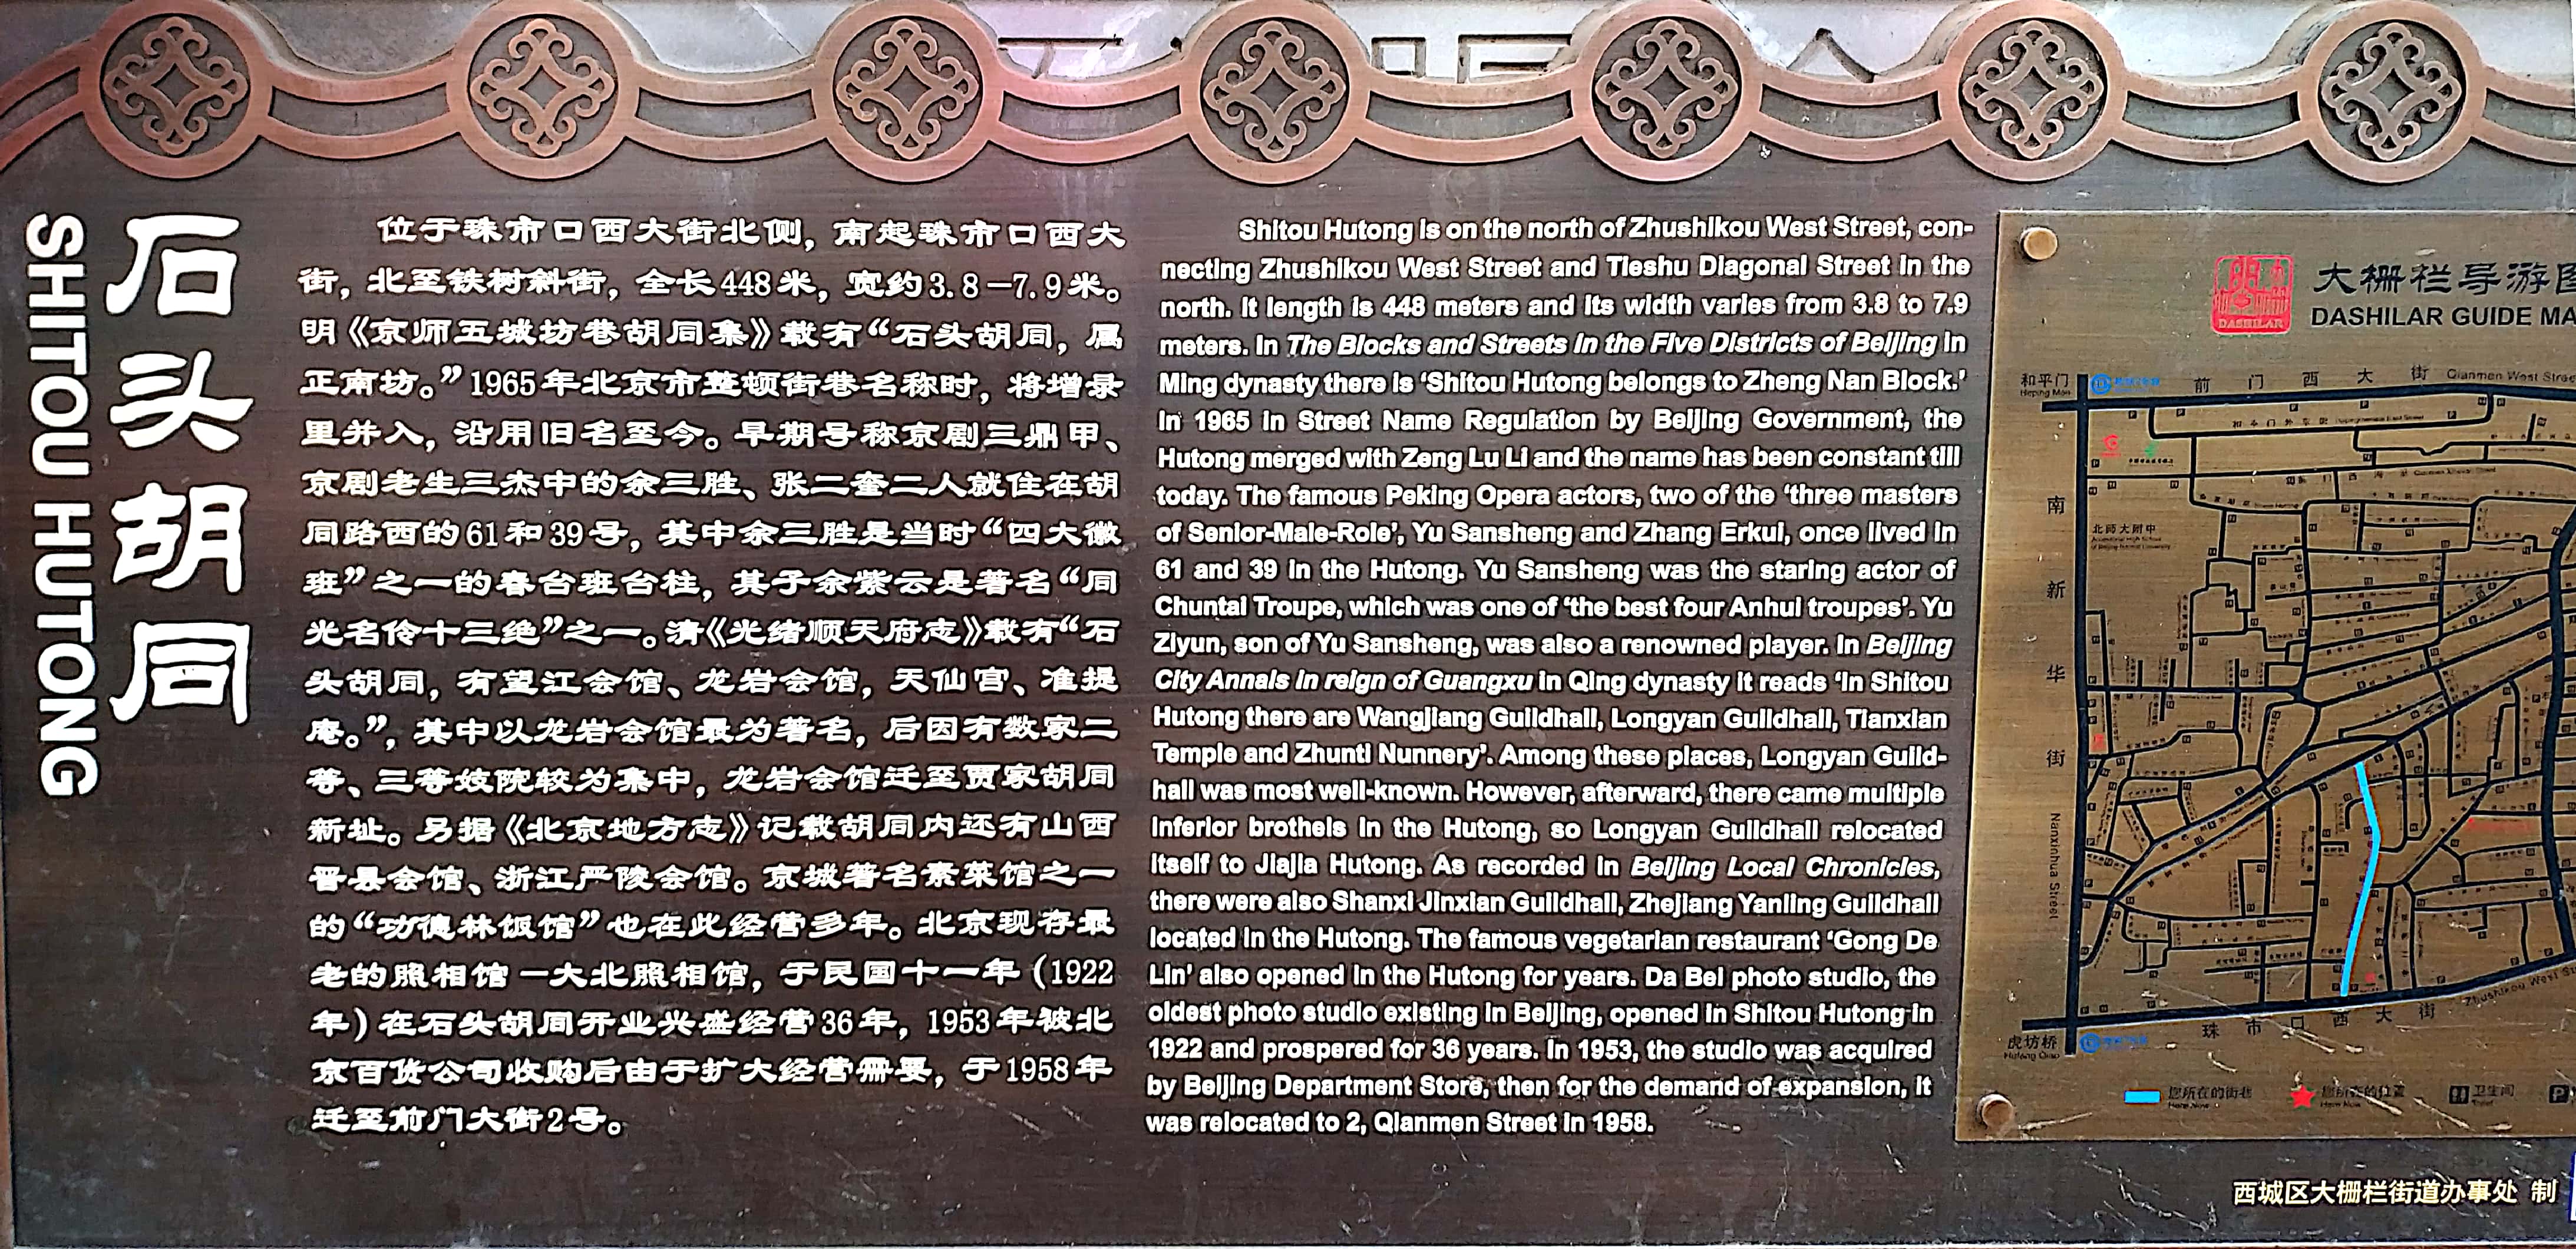 石头胡同
SHITOU HUTONG
位于珠市口西大街北侧，南起珠市口西大
街，北至铁树斜街，全长448米，宽约3.8－7.9米。
明《京师五城坊巷胡同集》载有“石头胡同，属
正南坊。”1965年北京市整顿街巷名称时，将增录
里并入，沿用旧名至今。早期号称京剧三鼎甲、
京剧老生三杰中的余三胜、张二奎二人就住在胡
同路西的61和39号，其中余三胜是当时“四大徽
班”之一的春台班台柱，其子余紫云是著名“同
光名伶十三绝”之一。清《光绪顺天府志》载有“石
头胡同，有望江会馆、龙岩会馆，天仙宫、准提
庵。”，其中以龙岩会馆最为著名，后因有数家二
等、三等妓院较为集中，龙岩会馆迁至贾家胡同
新址。另据《北京地方志》记载胡同内还有山西
晋县会馆、浙江严陵会馆。京城著名素菜馆之一
的“功德林饭馆”也在此经营多年。北京现存最
老的照相馆－大北照相馆，于民国十一年（1922
年）在石头胡同开业兴盛经营36年，1953年被北
京百货公司收购后由于扩大经营需要，于1958年
迁至前门大街2号。
Shitou Hutong is on the north of Zhushikou West Street, con-
necting Zhushikou West Street and Tieshu Diagonal Street in the
north. It length is 448 meters and its width varies from 3.8 to 7.9
meters. In The Blocks and Streets in the Five Districts of Beijing in
Ming dynasty there is ‘Shitou Hutong belongs to Zheng Nan Block.’
In 1965 in Street Name Regulation by Beijing Government, the
Hutong merged with Zeng Lu Li and the name has been constant till
today. The famous Peking Opera actors, two of the ‘three masters
of Senior-Male-Role’, Yu Sansheng and Zhang Erkui, once lived in
61 and 39 in the Hutong. Yu Sansheng was the staring actor of
Chuntai Troupe, which was one of ‘the best four Anhui troupes’. Yu
Ziyun, son of Yu Sansheng, was also a renowned player. In Beijing
City Annals in reign of Guangxu in Qing dynasty it reads ‘In Shitou
Hutong there are Wangjiang Guildhall, Longyan Guildhall, Tianxian
Temple and Zhunti Nunnery’. Among these places, Longyan Guild-
hall was most well-known. However, afterward, there came multiple
inferior brothels in the Hutong, so Longyan Guildhall relocated
itself to Jiajia Hutong. As recorded in Beijing Local Chronicles,
there were also Shanxi Jinxian Guildhall, Zhejiang Yanling Guildhall
located in the Hutong. The famous vegetarian restaurant ‘Gong De
Lin’ also opened in the Hutong for years. Da Bei photo studio, the
oldest photo studio existing in Beijing, opened in Shitou Hutong in
1922 and prospered for 36 years. In 1953, the studio was acquired
by Beijing Department Store, then for the demand of expansion, it
was relocated to 2, Qianmen Street in 1958.
DASHILAR
大栅栏导游图
DASHILAR GUIDE MA
和平门
Heping Men
前门西大街 Qianmen West Stree
北师大附中
南新华街
Nanxinhua Street
珠市口西大街 Zhushikou West S
虎坊桥
Hufang Qiao
您所在的街巷
Here Now
您所在的位置
Here Now
卫生间
Toilet
P
西城区大栅栏街道办事处 制